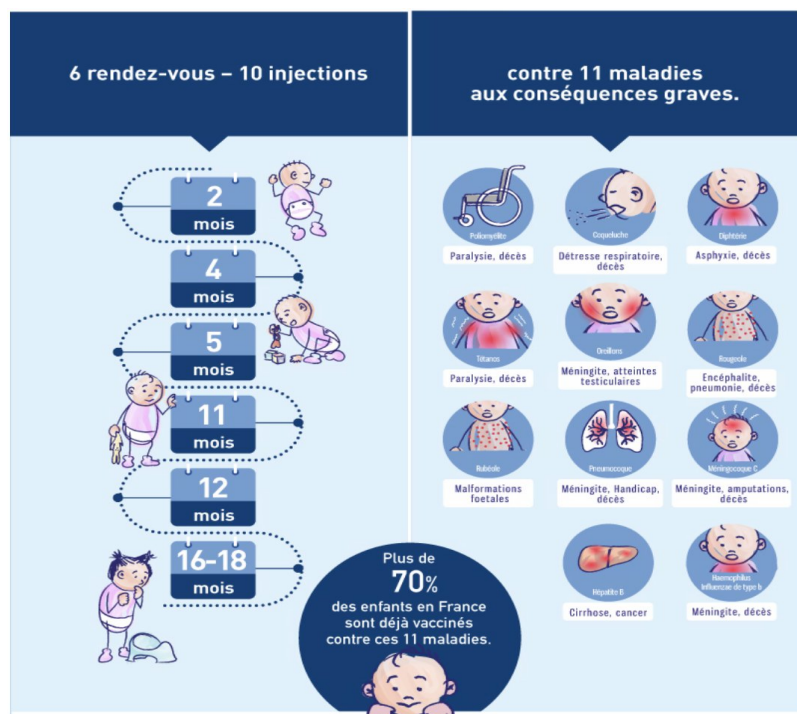 6 rendez-vous – 10 injections
contre 11 maladies
aux conséquences graves.
2
mois
4
mois
5
mois
11
mois
12
mois
16-18
mois
Poliomyélite
Paralysie, décès
Coqueluche
Détresse respiratoire,
décès
Diphtérie
Asphyxie, décès
Tétanos
Paralysie, décès
Oreillons
Méningite, atteintes
testiculaires
Rougeole
Encéphalite,
pneumonie, décès
Rubéole
Malformations
foetales
Pneumocoque
Méningite, Handicap,
décès
Méningocoque C
Méningite, amputations,
décès
Hépatite B
Cirrhose, cancer
Haemophilus
Influenzae de type b
Méningite, décès
Plus de
70%
des enfants en France
sont déjà vaccinés
contre ces 11 maladies.